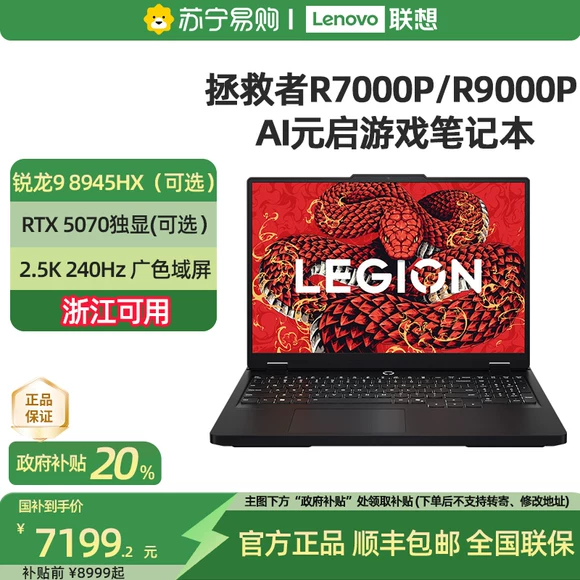 苏宁易购 Lenovo 联想
拯救者R7000P/R9000P
AI元启游戏笔记本
锐龙9 8945HX（可选）
RTX 5070独显(可选）
2.5K 240Hz 广色域屏
浙江可用
LEGION
正品
保证
政府补贴 20%
国补到手价
¥ 7199.2 元
补贴前 ¥8999起
主图下方“政府补贴”处领取补贴 (下单后不支持转寄、修改地址)
官方正品 顺丰包邮 全国联保